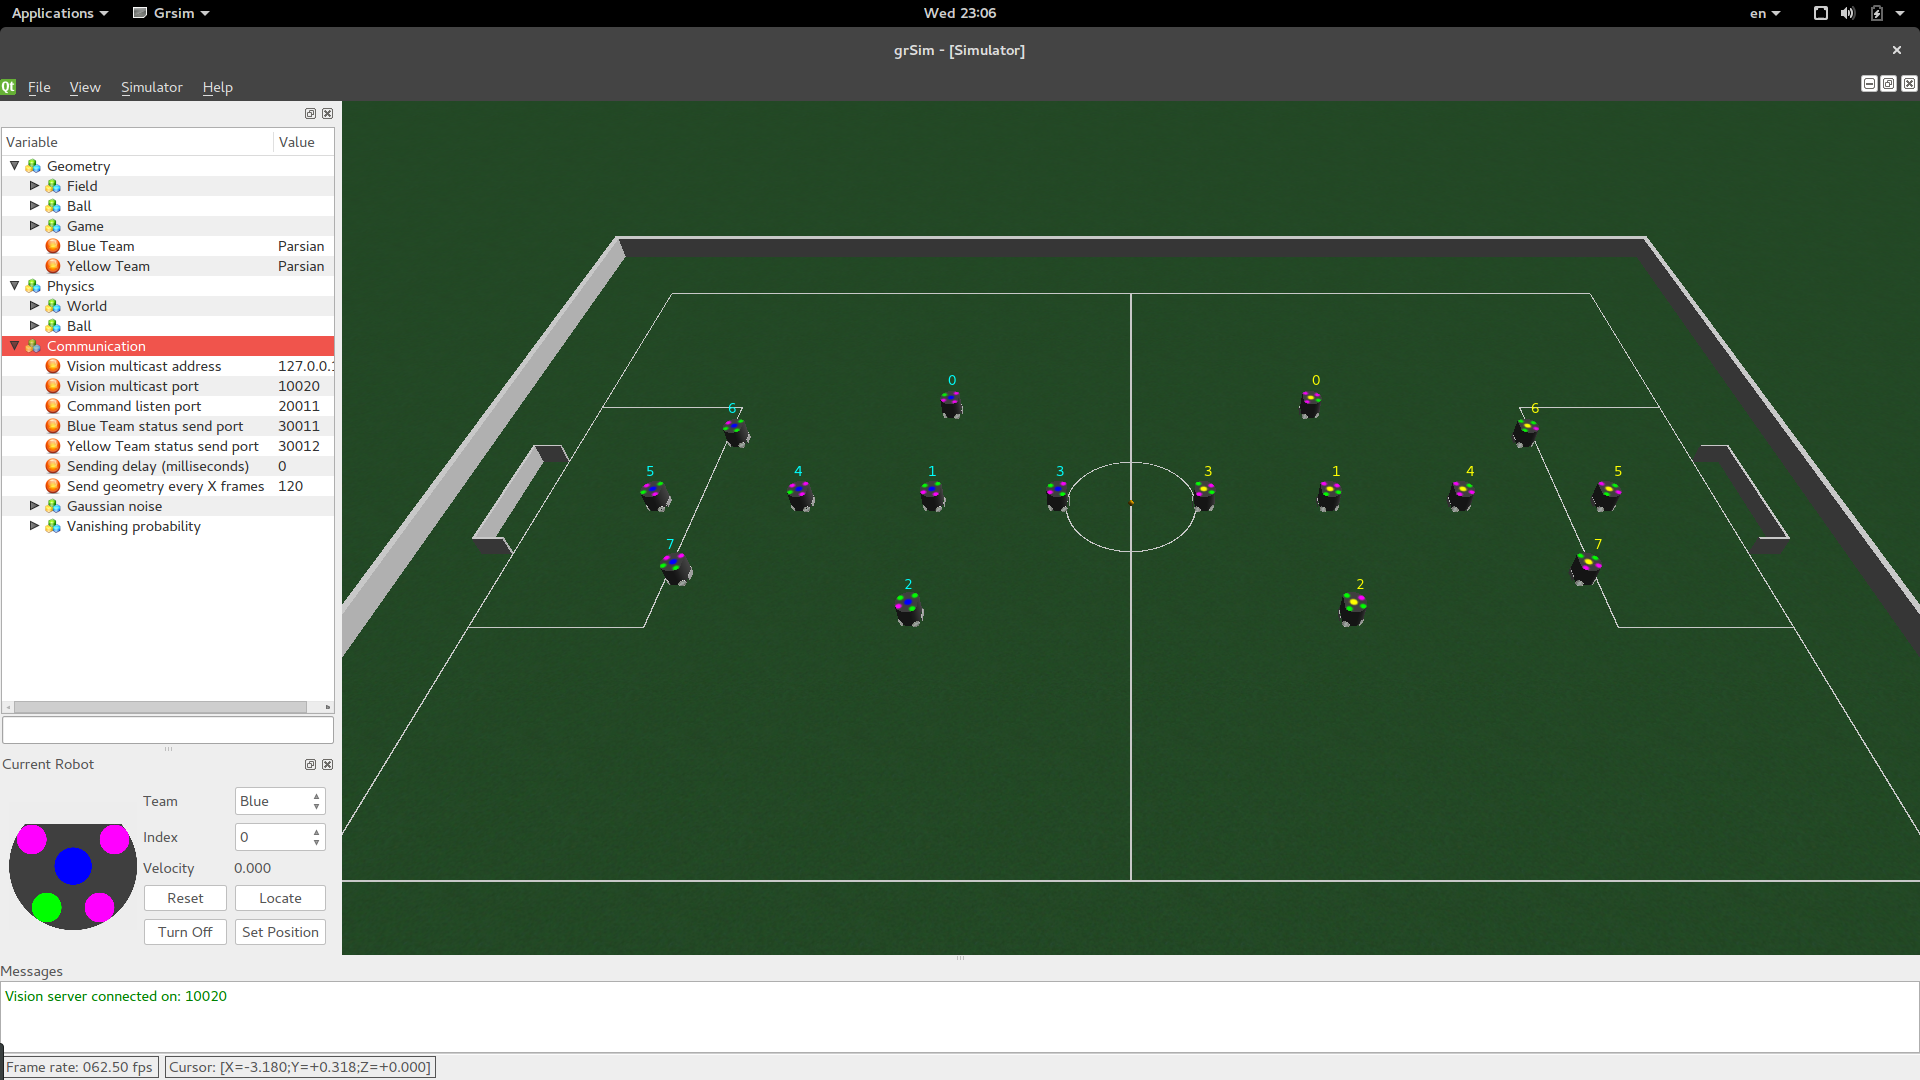 Applications Grsim Wed 23:06 en
grSim - [Simulator]
Qt File View Simulator Help
Variable Value
Geometry
Field
Ball
Game
Blue Team Parsian
Yellow Team Parsian
Physics
World
Ball
Communication
Vision multicast address 127.0.0.1
Vision multicast port 10020
Command listen port 20011
Blue Team status send port 30011
Yellow Team status send port 30012
Sending delay (milliseconds) 0
Send geometry every X frames 120
Gaussian noise
Vanishing probability
0 0
6 6
5 4 1 3 3 1 4 5
7 7
2 2
Current Robot
Team Blue
Index 0
Velocity 0.000
Reset Locate
Turn Off Set Position
Messages
Vision server connected on: 10020
Frame rate: 062.50 fps Cursor: [X=-3.180;Y=+0.318;Z=+0.000]